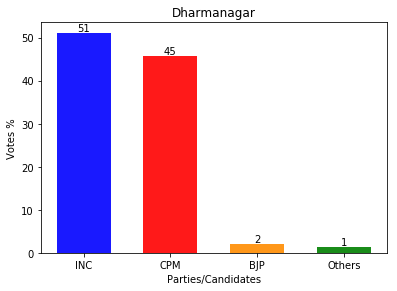 Dharmanagar
51
45
2
1
50
40
30
20
10
0
Votes %
INC CPM BJP Others
Parties/Candidates